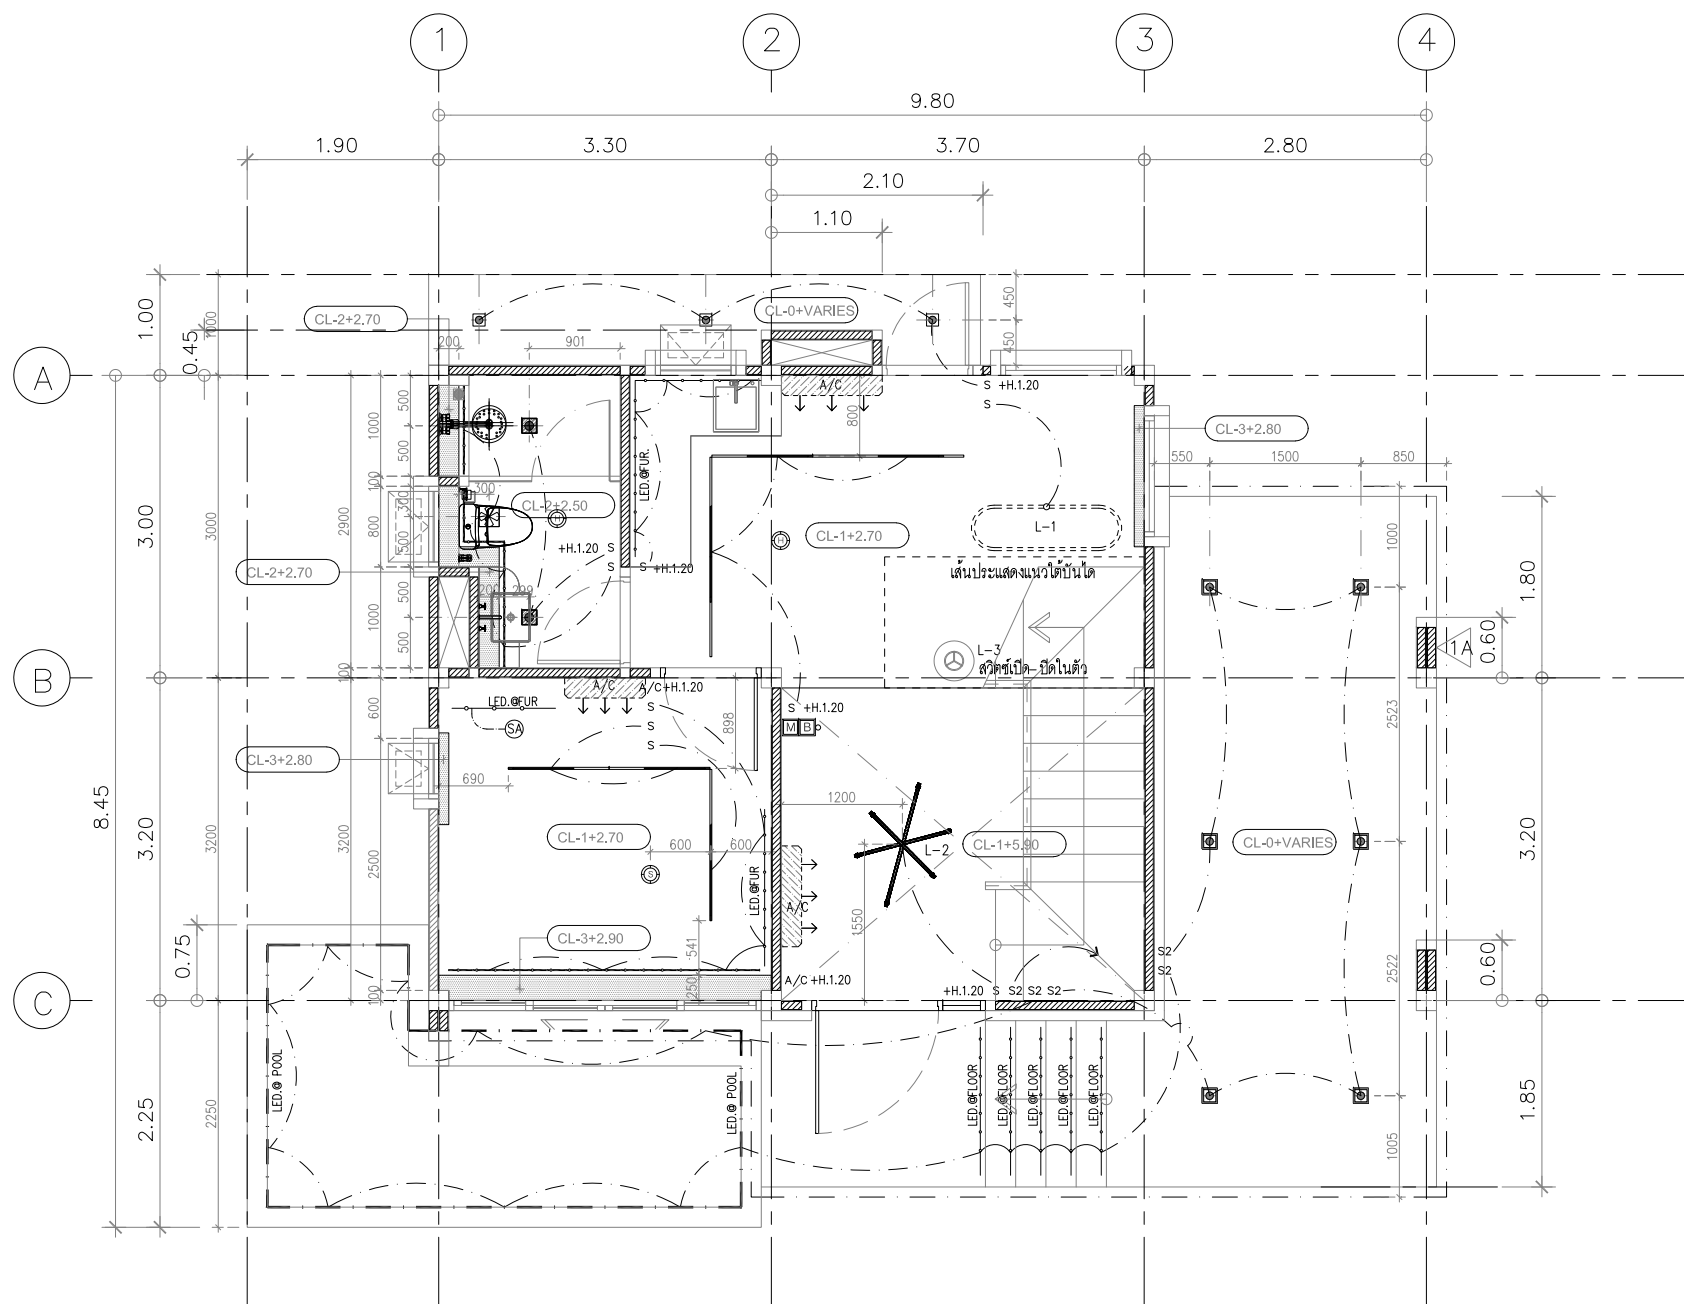 1
2
3
4
9.80
1.90
3.30
3.70
2.80
2.10
1.10
1.00
0.45
1000
CL-2+2.70
CL-0+VARIES
450
450
200
901
A
A/C
S +H.1.20
S
800
CL-3+2.80
550
1500
850
500
1000
500
100
LED.@FUR.
300
CL-2+2.50
H
L-1
CL-1+2.70
H
3.00
3000
2900
300
800
500
+H.1.20 S
S
S +H.1.20
เส้นประแสดงแนวใต้บันได
CL-2+2.70
200
299
500
1000
500
100
1000
1.80
0.60
1A
L-3
สวิตซ์เปิด-ปิดในตัว
B
A/C
A/C+H.1.20
LED.@FUR
SA
S
S
S
898
S +H.1.20
M B
600
2523
CL-3+2.80
690
1200
8.45
3.20
3200
3200
2500
CL-1+2.70
600
600
L-2
CL-1+5.90
CL-0+VARIES
3.20
S
LED.@FUR
A/C
1550
CL-3+2.90
541
250
0.75
100
A/C +H.1.20
+H.1.20 S S2 S2 S2
S2
S2
2522
0.60
C
LED.@ POOL
LED.@ POOL
LED.@FLOOR
LED.@FLOOR
LED.@FLOOR
LED.@FLOOR
LED.@FLOOR
2.25
2250
1005
1.85